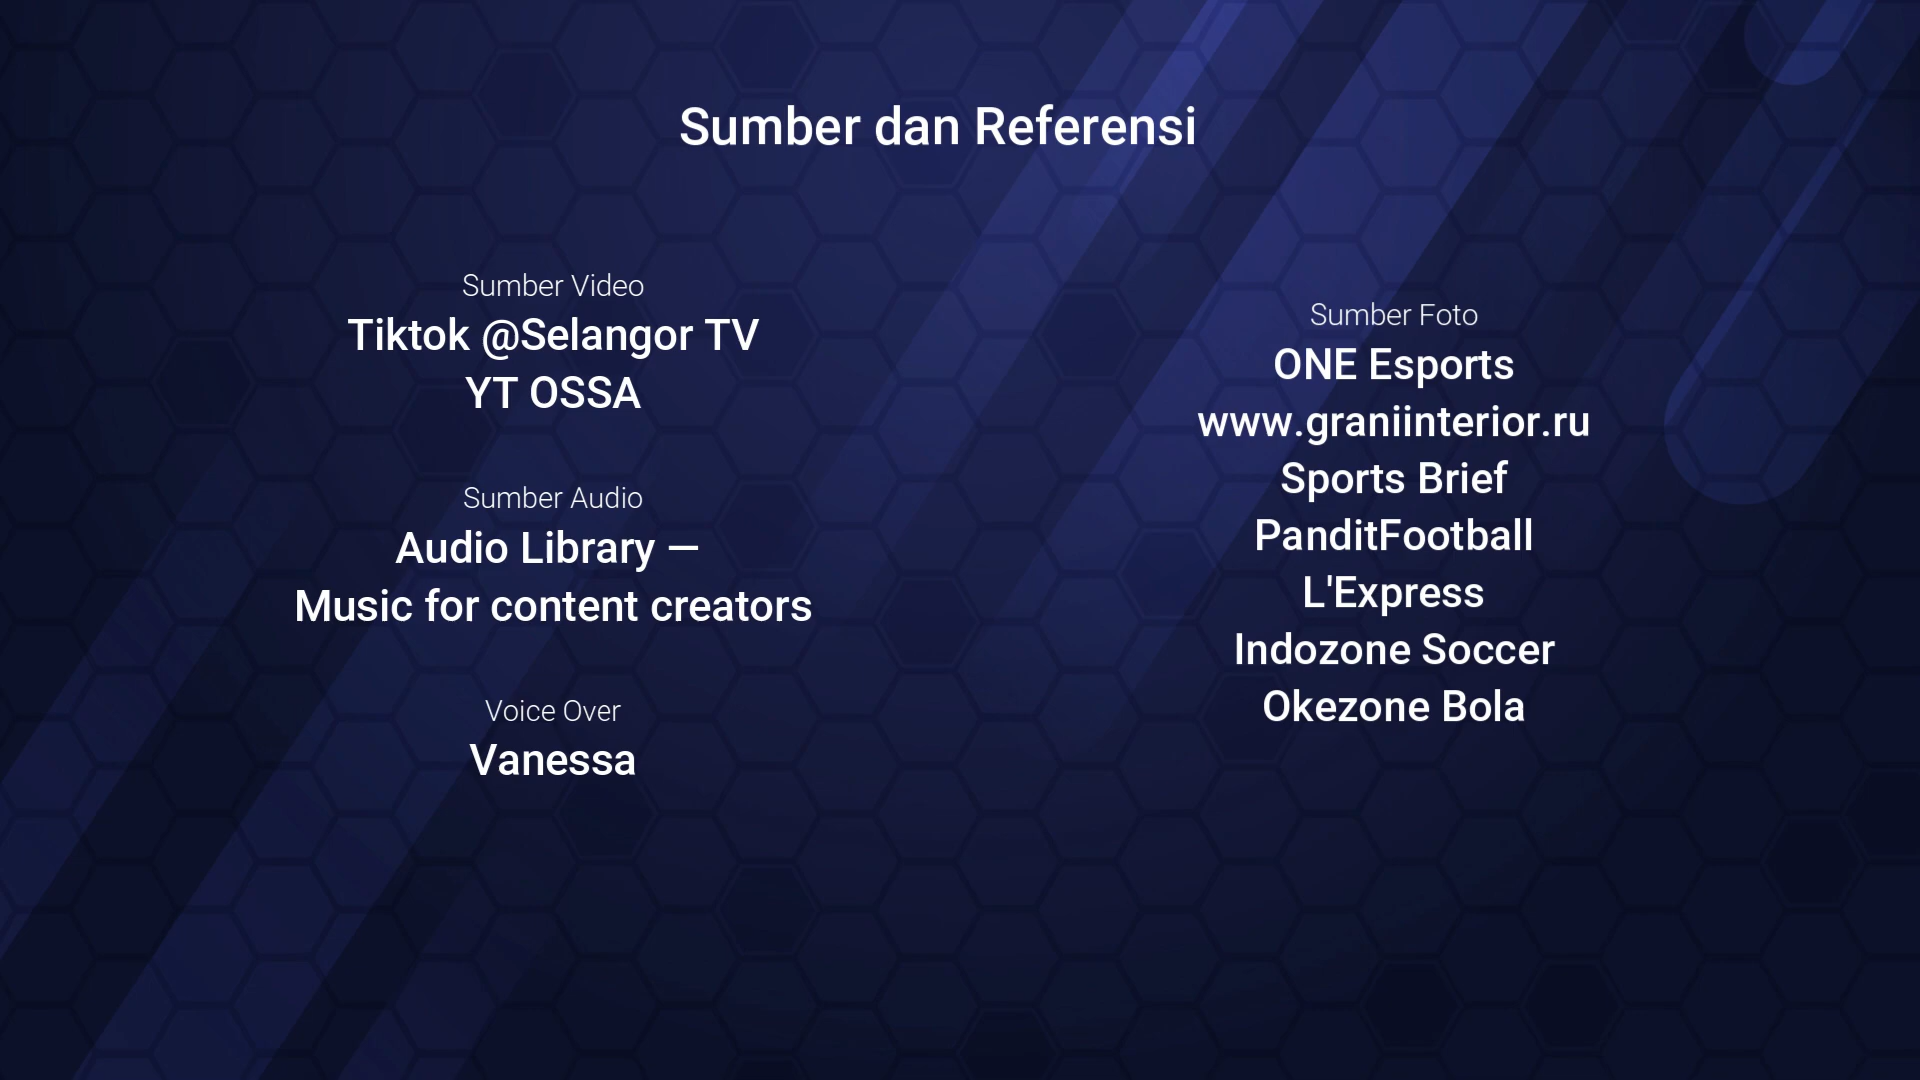 Sumber dan Referensi
Sumber Video
Tiktok @Selangor TV
YT OSSA
Sumber Audio
Audio Library —
Music for content creators
Voice Over
Vanessa
Sumber Foto
ONE Esports
www.graniinterior.ru
Sports Brief
PanditFootball
L'Express
Indozone Soccer
Okezone Bola